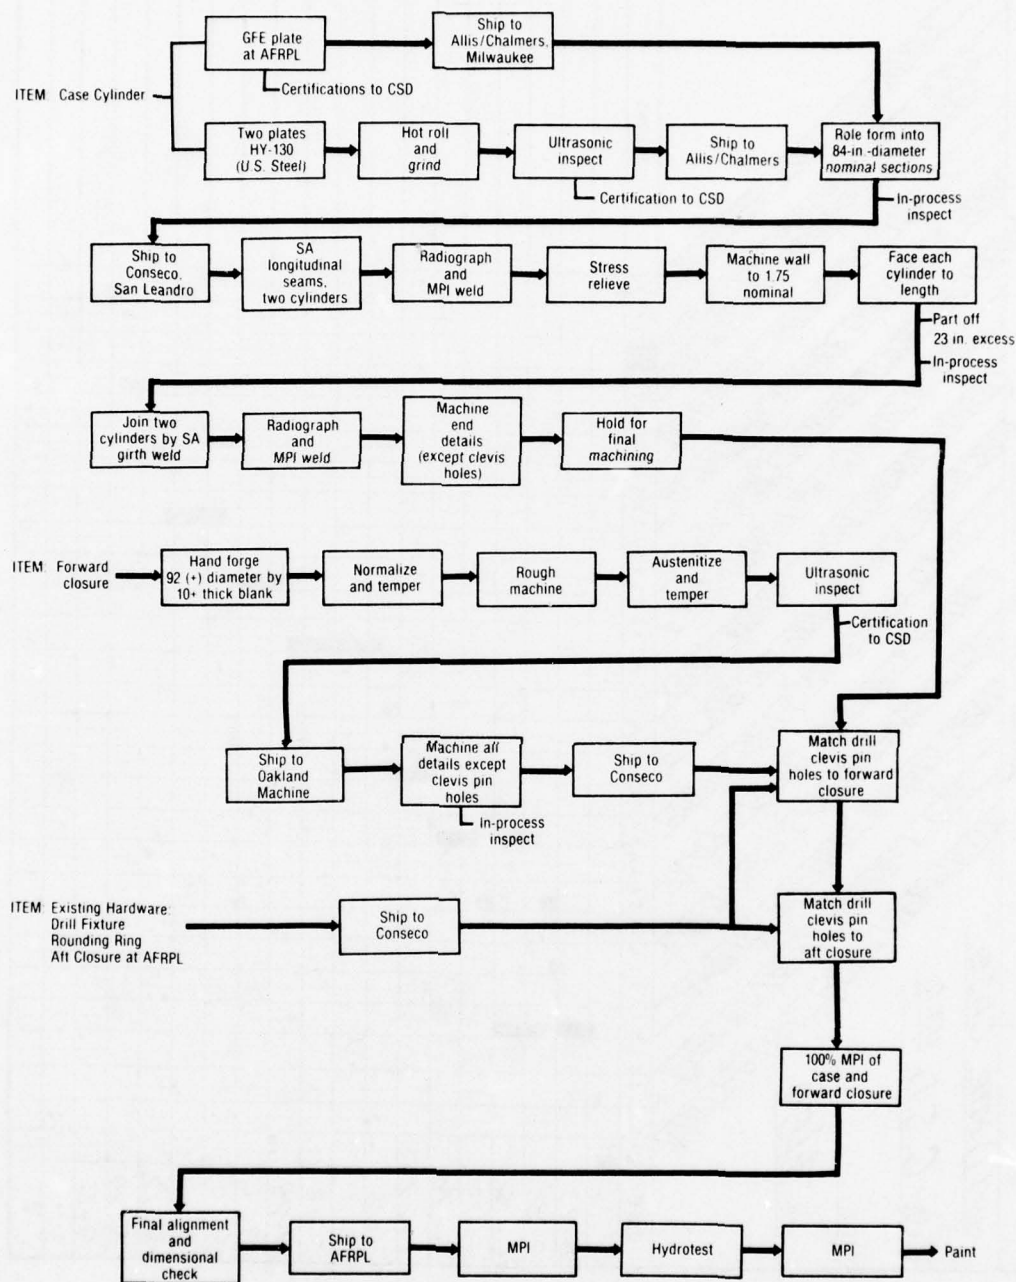 GFE plate
at AFRPL
Ship to
Allis/Chalmers,
Milwaukee
ITEM: Case Cylinder
Certifications to CSD
Two plates
HY-130
(U.S. Steel)
Hot roll
and
grind
Ultrasonic
inspect
Ship to
Allis/Chalmers
Role form into
84-in.-diameter
nominal sections
Certification to CSD
In-process
inspect
Ship to
Conseco,
San Leandro
SA
longitudinal
seams,
two cylinders
Radiograph
and
MPI weld
Stress
relieve
Machine wall
to 1.75
nominal
Face each
cylinder to
length
Part off
23 in. excess
In-process
inspect
Join two
cylinders by SA
girth weld
Radiograph
and
MPI weld
Machine
end
details
(except clevis
holes)
Hold for
final
machining
ITEM: Forward
closure
Hand forge
92 (+) diameter by
10+ thick blank
Normalize
and temper
Rough
machine
Austenitize
and
temper
Ultrasonic
inspect
Certification
to CSD
Ship to
Oakland
Machine
Machine all
details except
Clevis pin
holes
Ship to
Conseco
Match drill
clevis pin
holes to forward
closure
In-process
inspect
ITEM: Existing Hardware:
Drill Fixture
Rounding Ring
Aft Closure at AFRPL
Ship to
Conseco
Match drill
clevis pin
holes to
aft closure
100% MPI of
case and
forward closure
Final alignment
and
dimensional
check
Ship to
AFRPL
MPI
Hydrotest
MPI
Paint